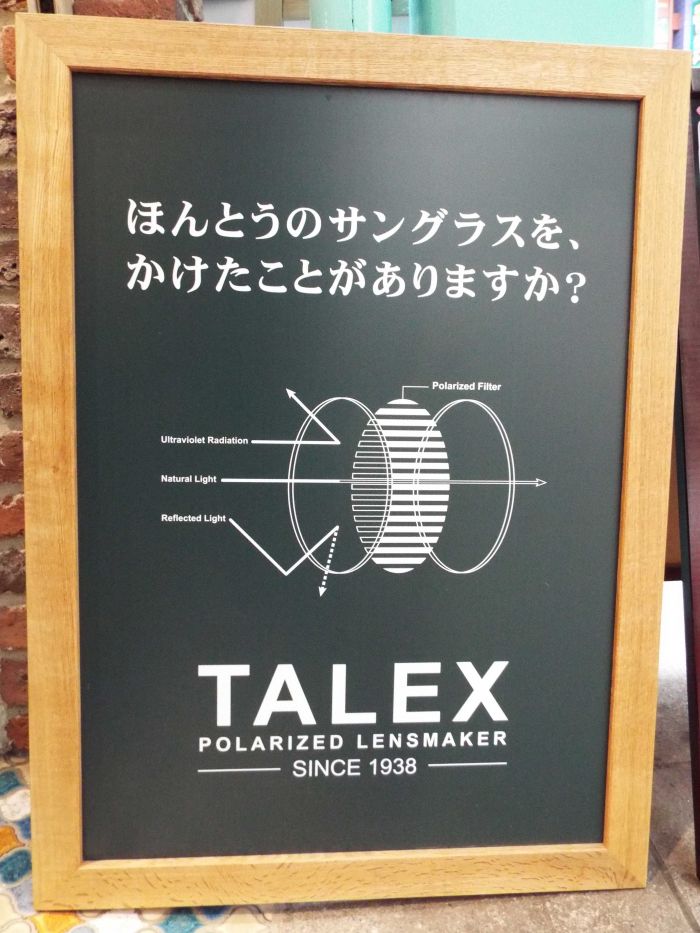 ほんとうのサングラスを、
かけたことがありますか?
Polarized Filter
Ultraviolet Radiation
Natural Light
Reflected Light
TALEX
POLARIZED LENSMAKER
SINCE 1938